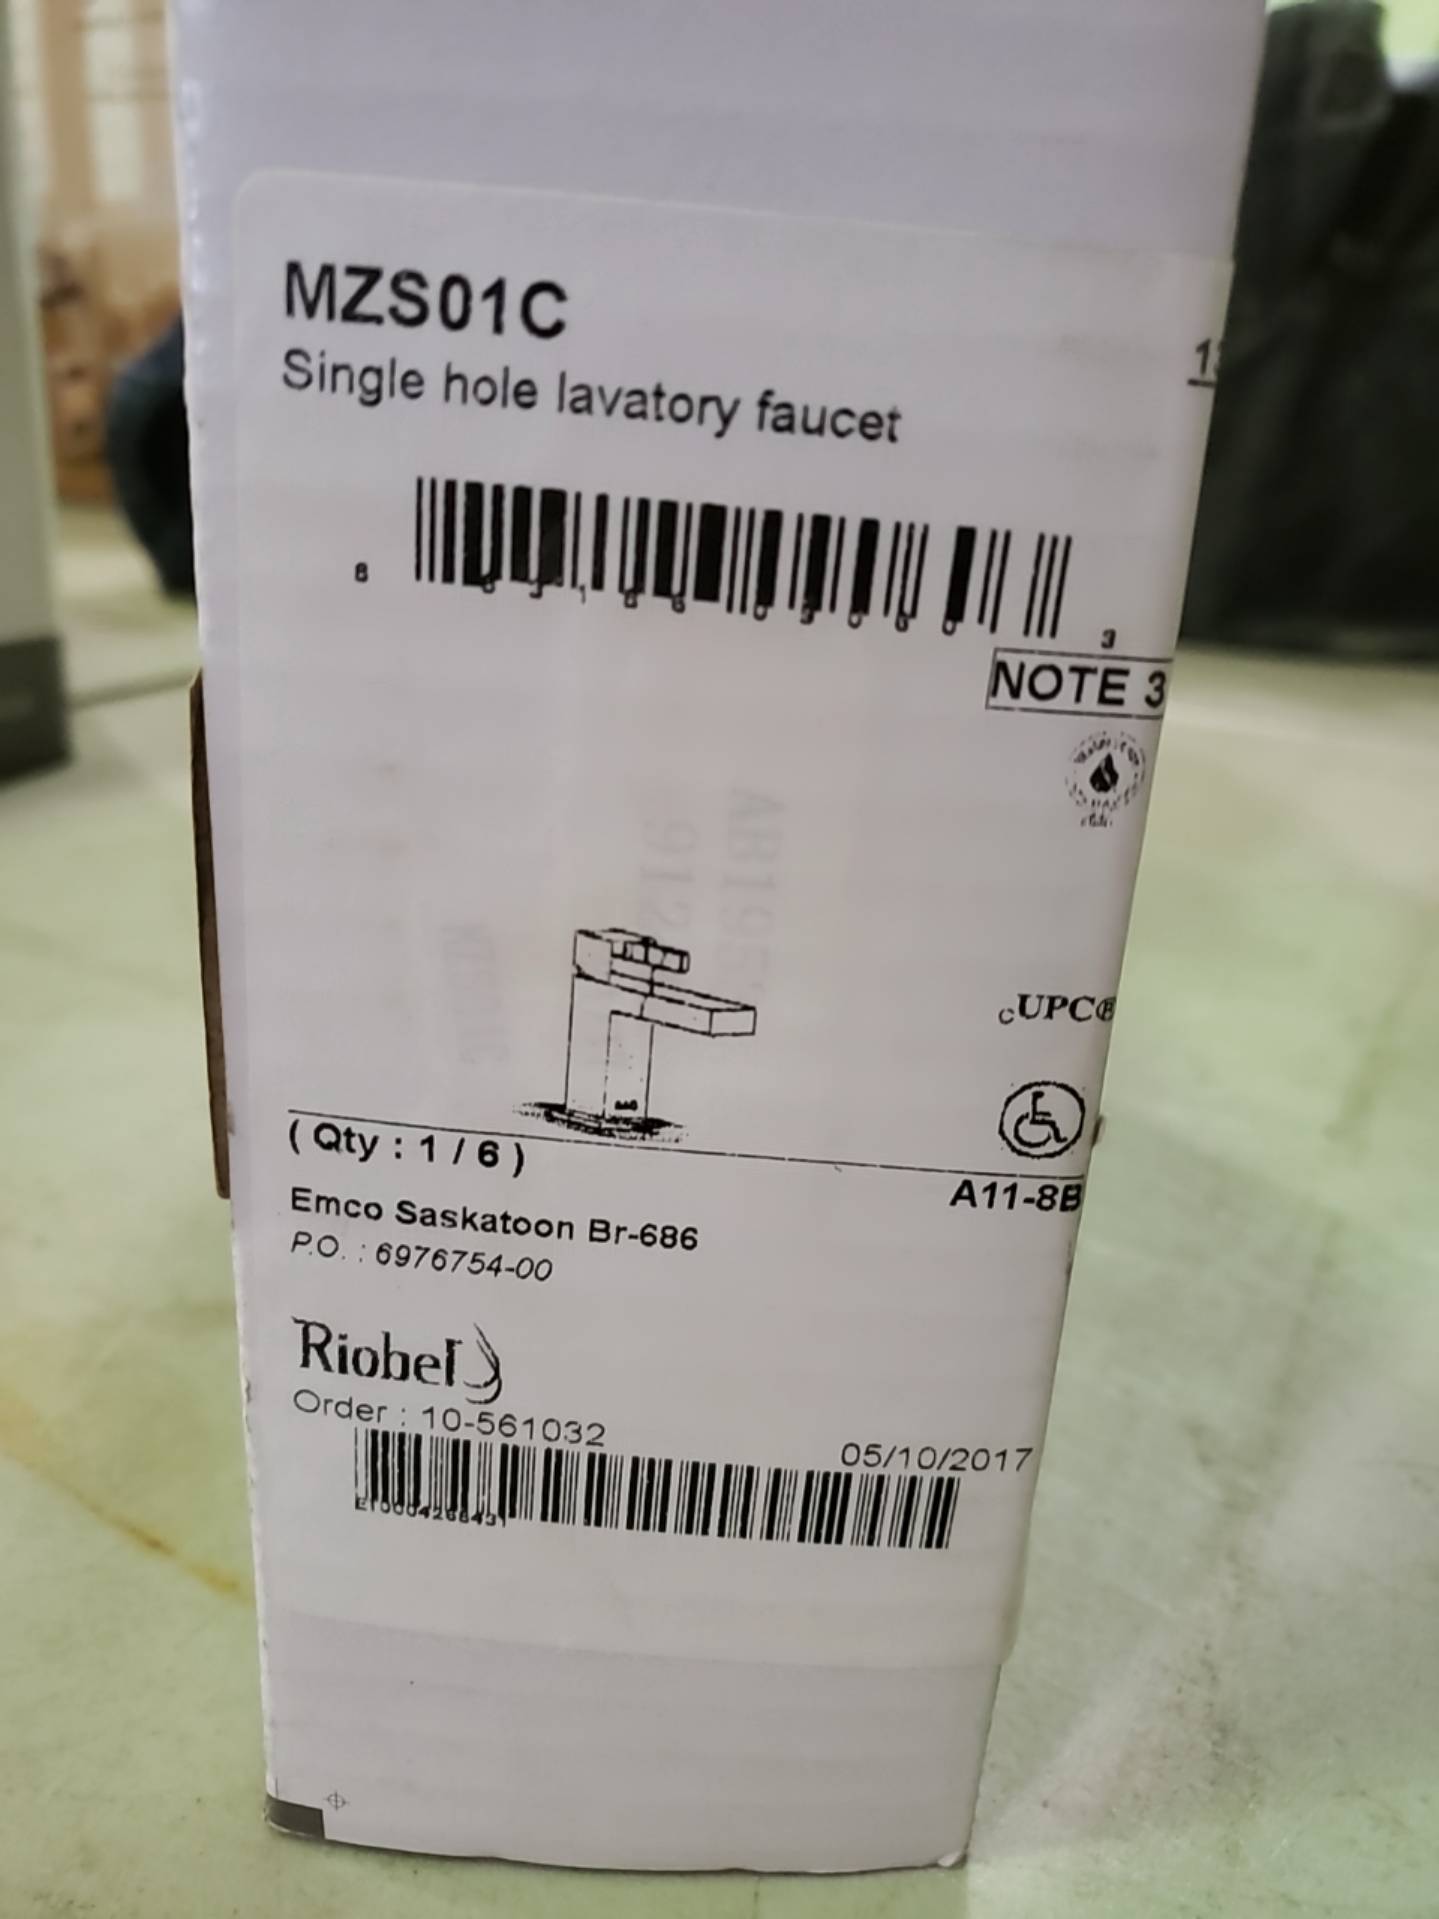 MZS01C
Single hole lavatory faucet
NOTE 3
cUPC®
( Qty : 1 / 6 )
A11-8B
Emco Saskatoon Br-686
P.O. : 6976754-00
Riobel
Order : 10-561032
05/10/2017